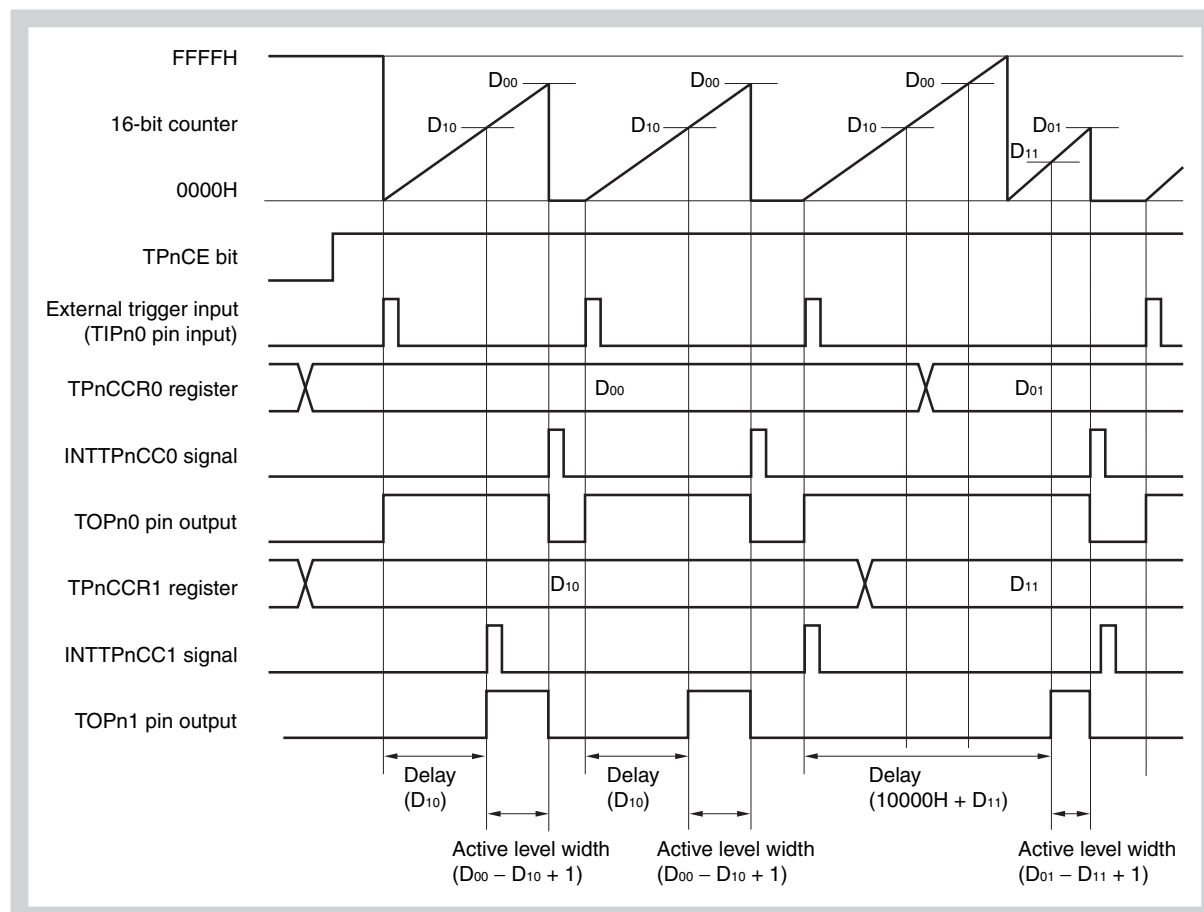 FFFFH
D00
D00
D00
16-bit counter
D10
D10
D10
D01
D11
0000H
TPnCE bit
External trigger input
(TIPn0 pin input)
TPnCCR0 register
D00
D01
INTTPnCC0 signal
TOPn0 pin output
TPnCCR1 register
D10
D11
INTTPnCC1 signal
TOPn1 pin output
Delay
(D10)
Delay
(D10)
Delay
(10000H + D11)
Active level width
(D00 − D10 + 1)
Active level width
(D00 − D10 + 1)
Active level width
(D01 − D11 + 1)